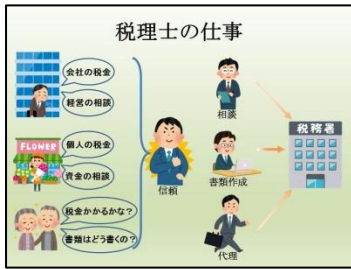 税理士の仕事
会社の税金
経営の相談
FLOWER
個人の税金
資金の相談
税金かかるかな？
書類はどう書くの？
信頼
相談
書類作成
代理
税務署